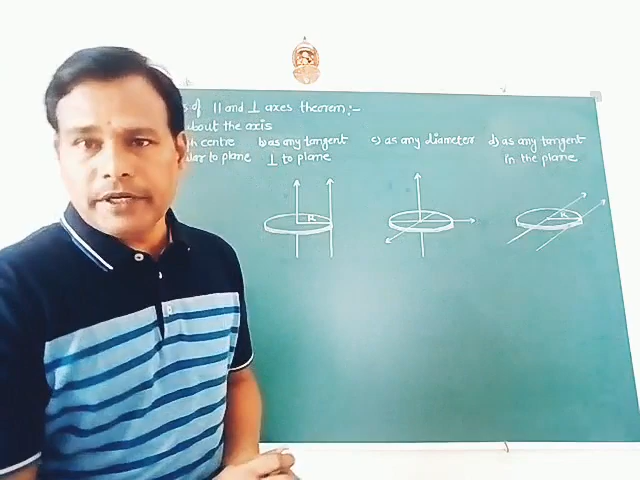 s of || and ⊥ axes theorem:-
about the axis
centre
to plane
b) as any tangent
⊥ to plane
c) as any diameter
d) as any tangent
in the plane
R
R